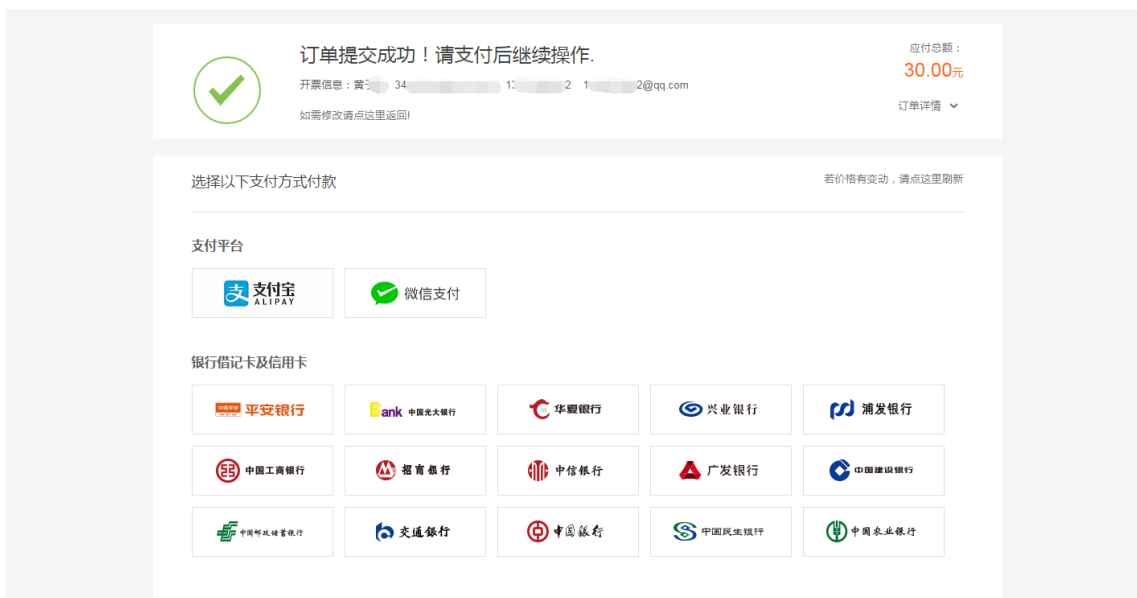 订单提交成功！请支付后继续操作.
应付总额：
30.00元
开票信息：黄 34 13 2 1 2@qq.com
订单详情
如需修改请点这里返回!
选择以下支付方式付款
若价格有变动，请点这里刷新
支付平台
支付宝
ALIPAY
微信支付
银行借记卡及信用卡
平安银行
Bank 中国光大银行
华夏银行
兴业银行
浦发银行
中国工商银行
招商银行
中信银行
广发银行
中国建设银行
中国邮政储蓄银行
交通银行
中国银行
中国民生银行
中国农业银行